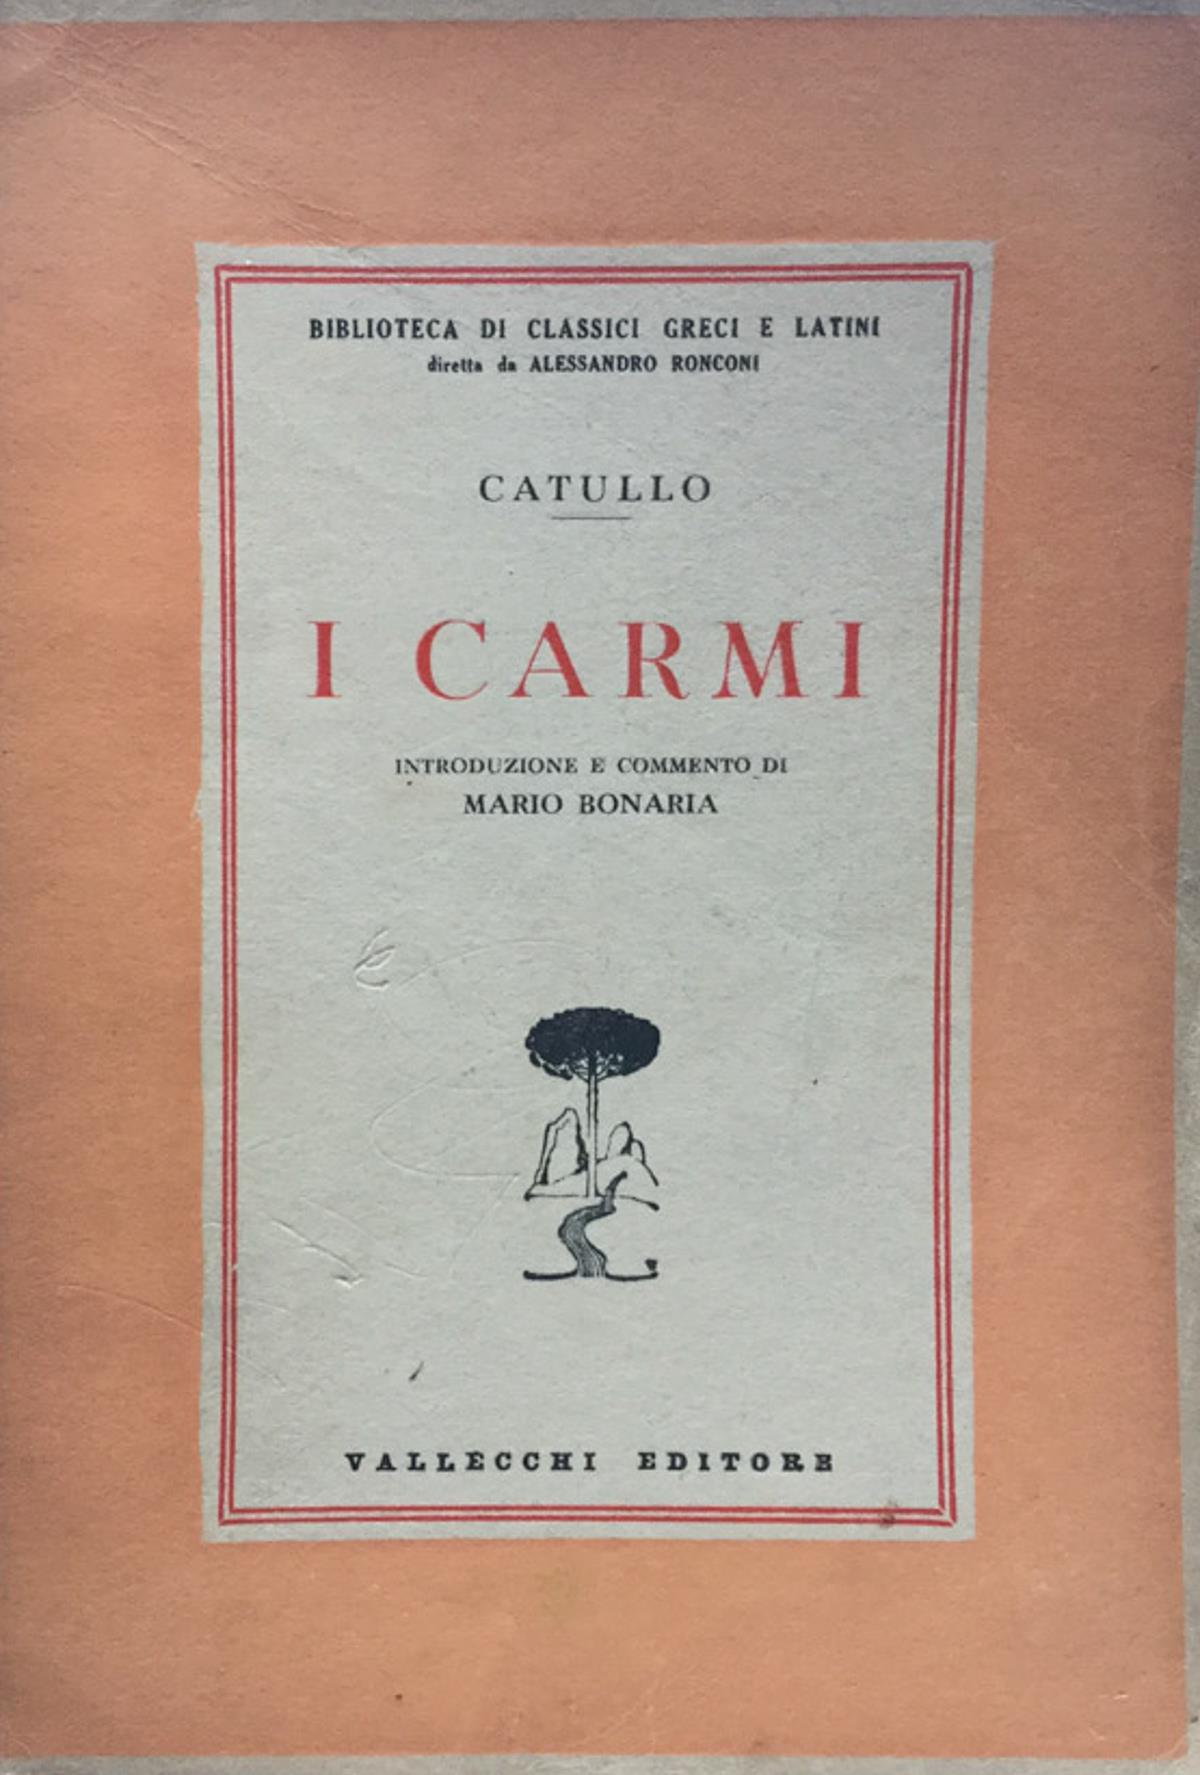 BIBLIOTECA DI CLASSICI GRECI E LATINI
diretta da ALESSANDRO RONCONI
CATULLO
I CARMI
INTRODUZIONE E COMMENTO DI
MARIO BONARIA
VALLECCHI EDITORE